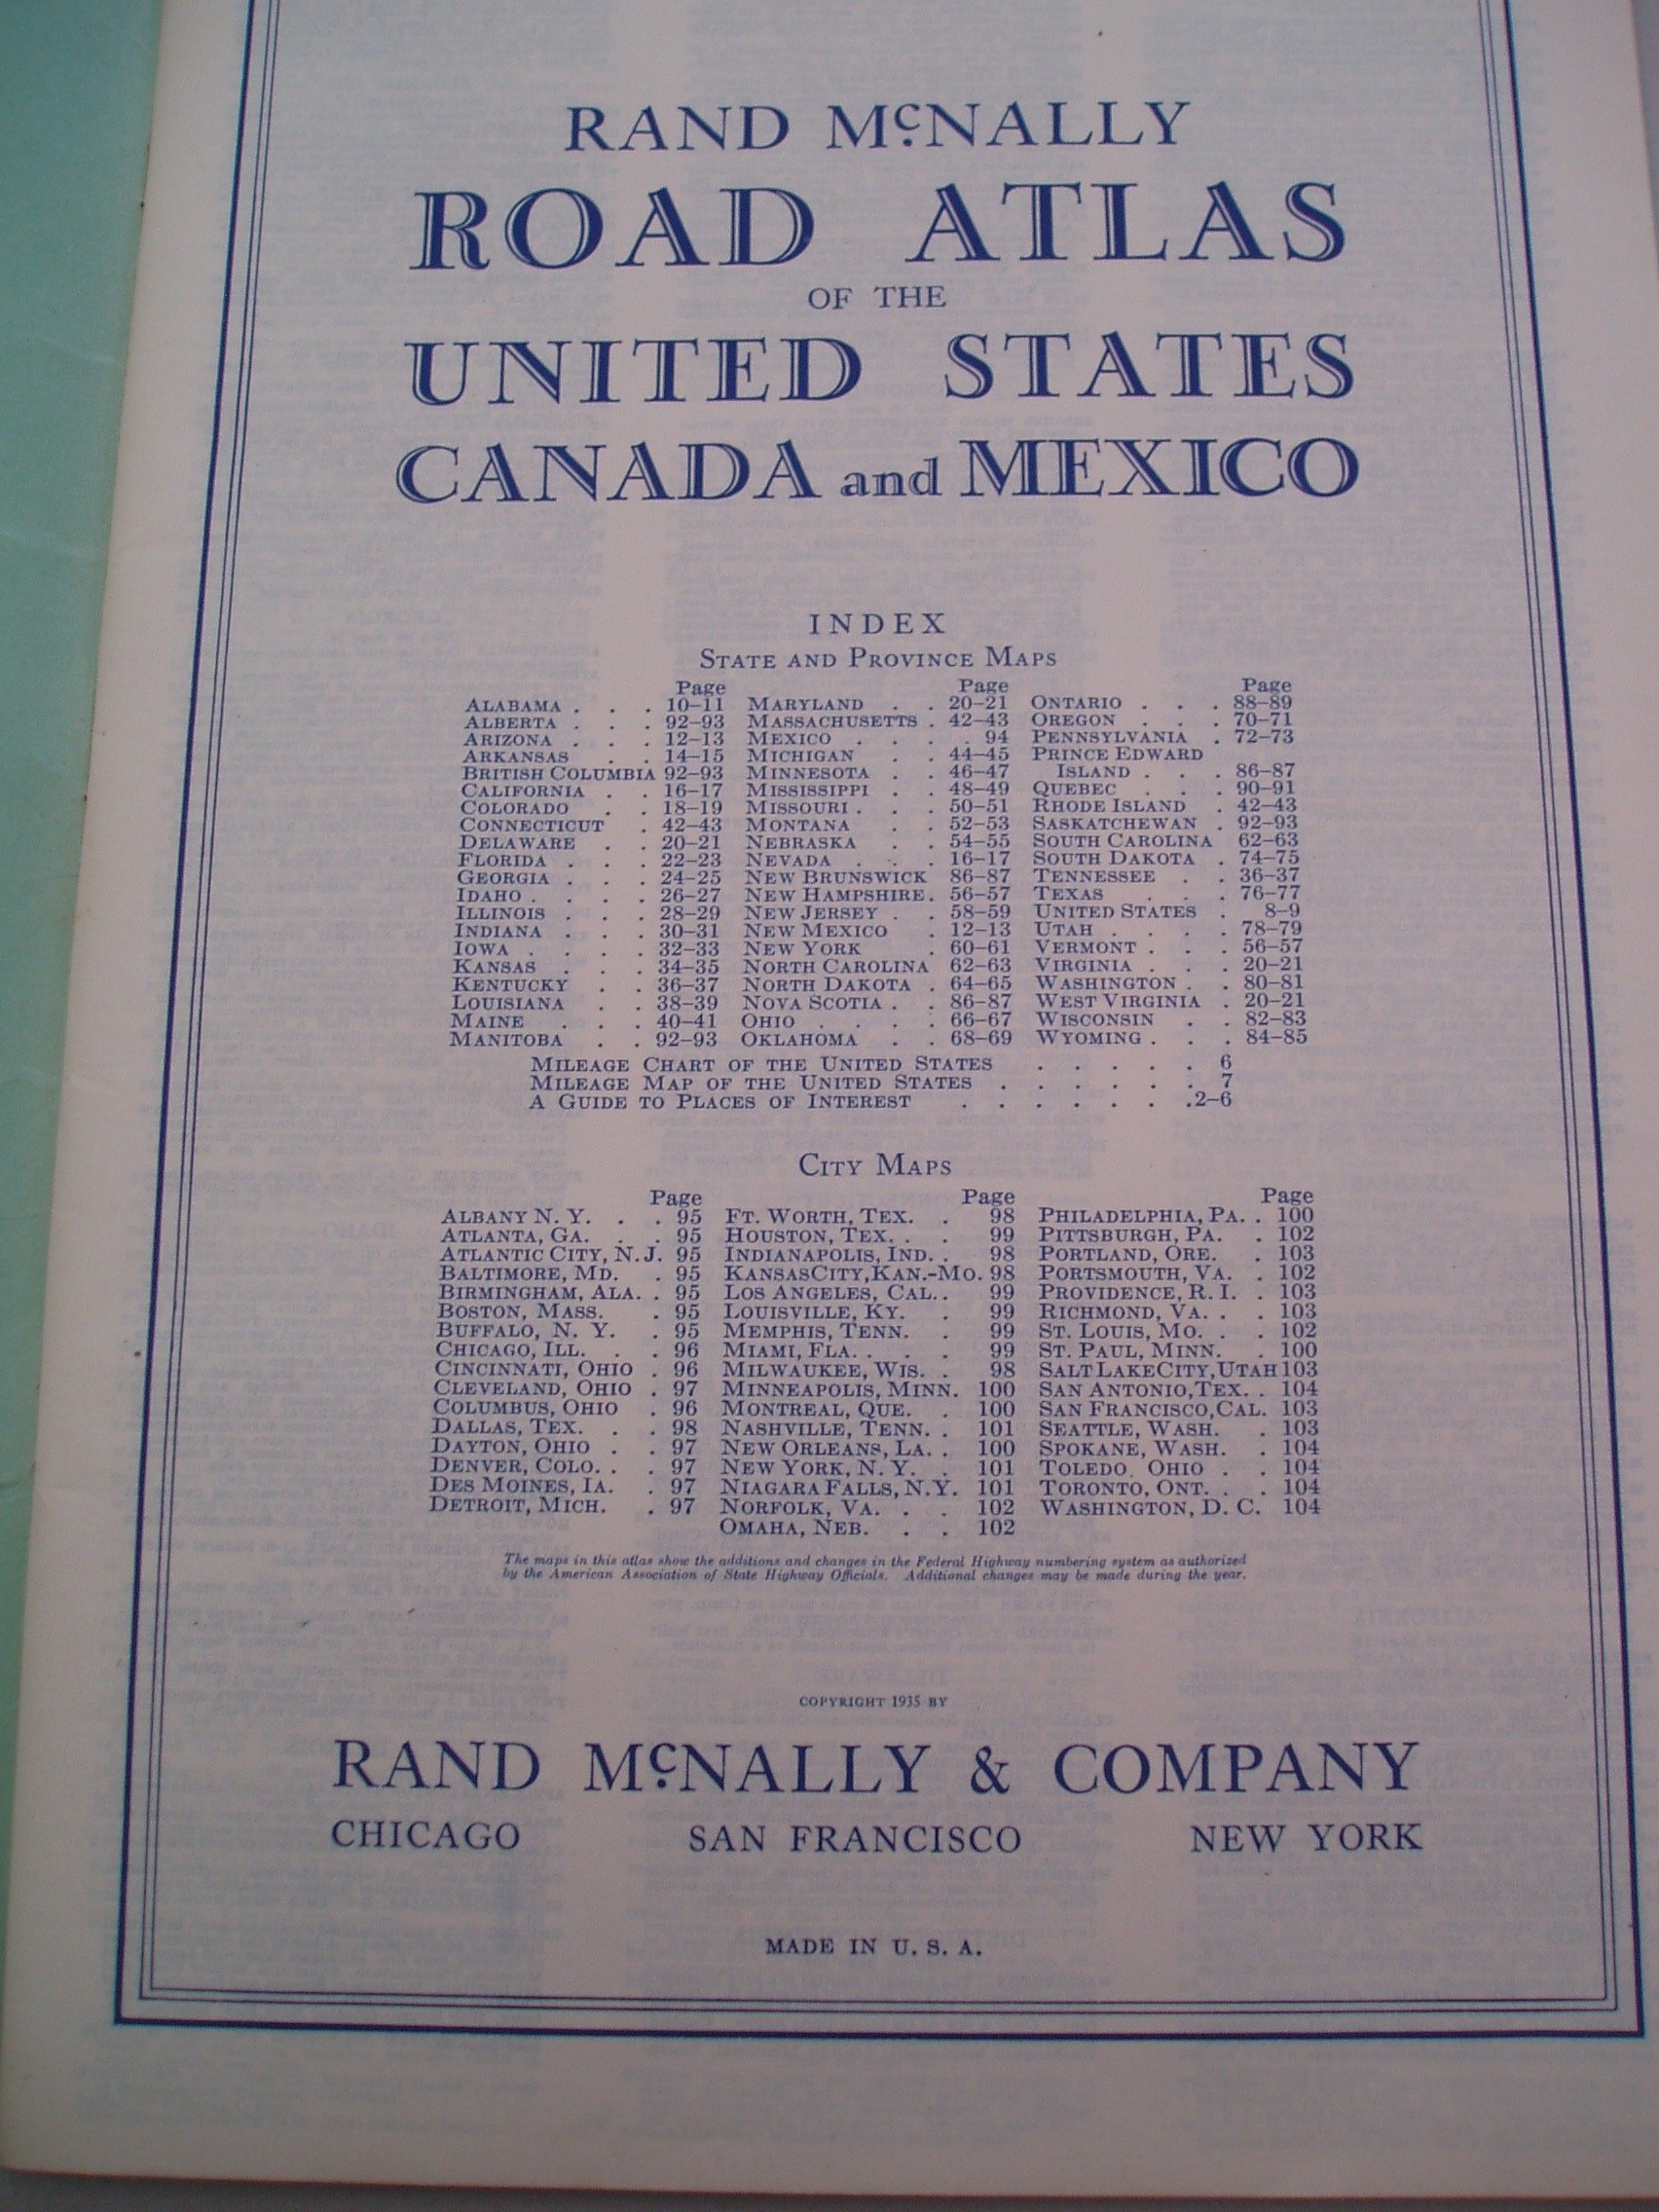 RAND McNALLY
ROAD ATLAS
OF THE
UNITED STATES
CANADA and MEXICO
INDEX
STATE AND PROVINCE MAPS
Page Page Page
ALABAMA . . . 10–11 MARYLAND . . 20–21 ONTARIO . . . 88–89
ALBERTA . . . 92–93 MASSACHUSETTS . 42–43 OREGON . . . 70–71
ARIZONA . . . 12–13 MEXICO . . . . 94 PENNSYLVANIA . 72–73
ARKANSAS . . 14–15 MICHIGAN . . 44–45 PRINCE EDWARD
BRITISH COLUMBIA 92–93 MINNESOTA . . 46–47 ISLAND . . . 86–87
CALIFORNIA . . 16–17 MISSISSIPPI . . 48–49 QUEBEC . . . 90–91
COLORADO . . 18–19 MISSOURI . . . 50–51 RHODE ISLAND . 42–43
CONNECTICUT . 42–43 MONTANA . . 52–53 SASKATCHEWAN . 92–93
DELAWARE . . 20–21 NEBRASKA . . 54–55 SOUTH CAROLINA 62–63
FLORIDA . . . 22–23 NEVADA . . . 16–17 SOUTH DAKOTA . 74–75
GEORGIA . . . 24–25 NEW BRUNSWICK 86–87 TENNESSEE . . 36–37
IDAHO . . . . 26–27 NEW HAMPSHIRE . 56–57 TEXAS . . . 76–77
ILLINOIS . . . 28–29 NEW JERSEY . . 58–59 UNITED STATES . 8–9
INDIANA . . . 30–31 NEW MEXICO . 12–13 UTAH . . . . 78–79
IOWA . . . . 32–33 NEW YORK . 60–61 VERMONT . . . 56–57
KANSAS . . . 34–35 NORTH CAROLINA 62–63 VIRGINIA . . . 20–21
KENTUCKY . . 36–37 NORTH DAKOTA . 64–65 WASHINGTON . . 80–81
LOUISIANA . . 38–39 NOVA SCOTIA . . 86–87 WEST VIRGINIA . 20–21
MAINE . . . 40–41 OHIO . . . . 66–67 WISCONSIN . . 82–83
MANITOBA . . 92–93 OKLAHOMA . . 68–69 WYOMING . . . 84–85
MILEAGE CHART OF THE UNITED STATES . . . . . 6
MILEAGE MAP OF THE UNITED STATES . . . . . . 7
A GUIDE TO PLACES OF INTEREST . . . . . . .2–6
CITY MAPS
Page Page Page
ALBANY N. Y. . . 95 FT. WORTH, TEX. . 98 PHILADELPHIA, PA. . 100
ATLANTA, GA. . . 95 HOUSTON, TEX. . . 99 PITTSBURGH, PA. . 102
ATLANTIC CITY, N.J. 95 INDIANAPOLIS, IND. . 98 PORTLAND, ORE. . 103
BALTIMORE, MD. . 95 KANSAS CITY, KAN.-MO. 98 PORTSMOUTH, VA. . 102
BIRMINGHAM, ALA. . 95 LOS ANGELES, CAL. . 99 PROVIDENCE, R. I. . 103
BOSTON, MASS. . 95 LOUISVILLE, KY. . 99 RICHMOND, VA. . . 103
BUFFALO, N. Y. . 95 MEMPHIS, TENN. . 99 ST. LOUIS, MO. . . 102
CHICAGO, ILL. . . 96 MIAMI, FLA. . . . 99 ST. PAUL, MINN. . 100
CINCINNATI, OHIO . 96 MILWAUKEE, WIS. . 98 SALT LAKE CITY, UTAH 103
CLEVELAND, OHIO . 97 MINNEAPOLIS, MINN. 100 SAN ANTONIO, TEX. . 104
COLUMBUS, OHIO . 96 MONTREAL, QUE. . 100 SAN FRANCISCO, CAL. 103
DALLAS, TEX. . . 98 NASHVILLE, TENN. . 101 SEATTLE, WASH. . 103
DAYTON, OHIO . . 97 NEW ORLEANS, LA. . 100 SPOKANE, WASH. . 104
DENVER, COLO. . . 97 NEW YORK, N. Y. . 101 TOLEDO. OHIO . . 104
DES MOINES, IA. . 97 NIAGARA FALLS, N.Y. 101 TORONTO, ONT. . . 104
DETROIT, MICH. . 97 NORFOLK, VA. . . 102 WASHINGTON, D. C. 104
OMAHA, NEB. . . 102
The maps in this atlas show the additions and changes in the Federal Highway numbering system as authorized
by the American Association of State Highway Officials. Additional changes may be made during the year.
COPYRIGHT 1935 BY
RAND McNALLY & COMPANY
CHICAGO SAN FRANCISCO NEW YORK
MADE IN U. S. A.